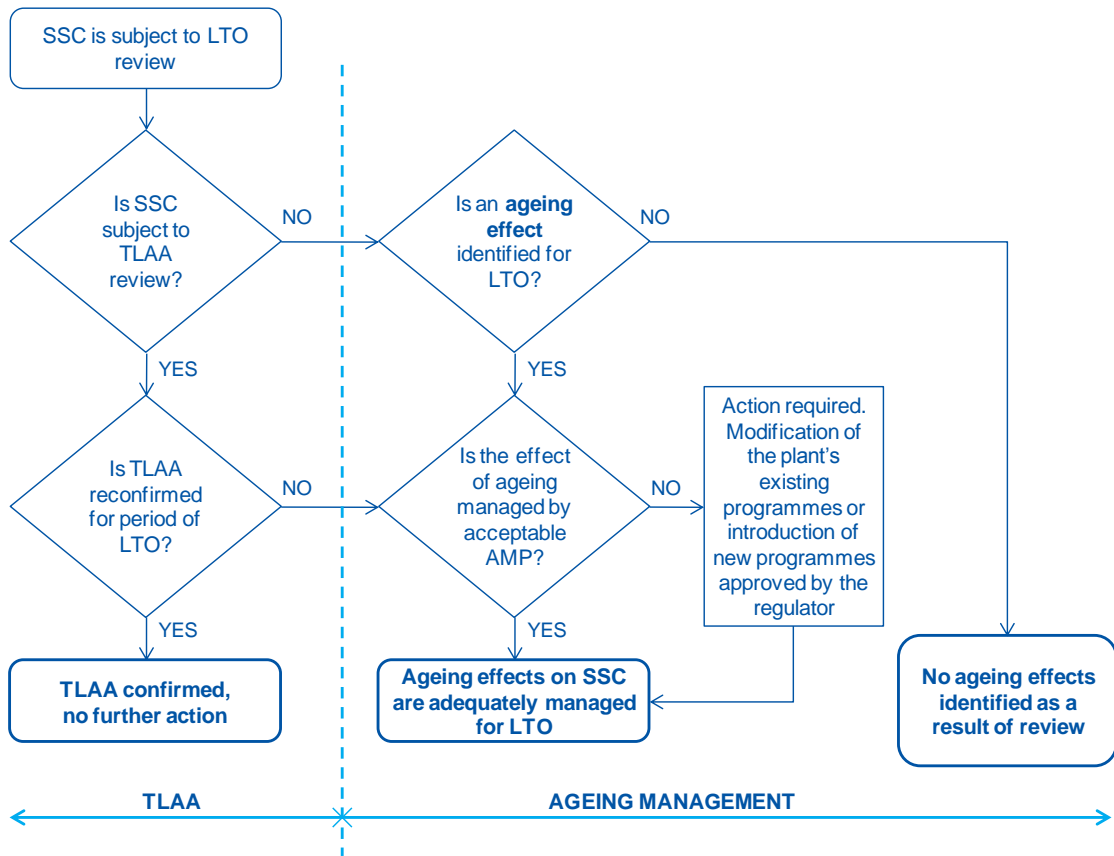 SSC is subject to LTO
review
Is SSC
subject to
TLAA
review?
NO
Is an ageing
effect
identified for
LTO?
NO
YES
YES
Is TLAA
reconfirmed
for period of
LTO?
NO
Is the effect
of ageing
managed by
acceptable
AMP?
NO
Action required.
Modification of
the plant's
existing
programmes or
introduction of
new programmes
approved by the
regulator
YES
YES
TLAA confirmed,
no further action
Ageing effects on SSC
are adequately managed
for LTO
No ageing effects
identified as a
result of review
TLAA
AGEING MANAGEMENT